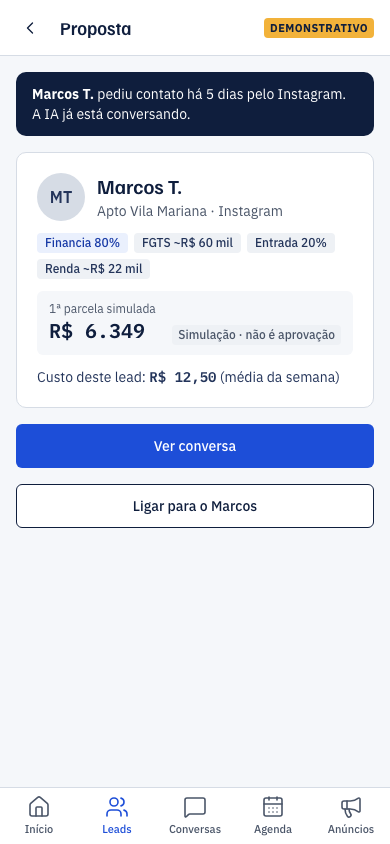 Proposta
DEMONSTRATIVO
Marcos T. pediu contato há 5 dias pelo Instagram.
A IA já está conversando.
MT
Marcos T.
Apto Vila Mariana · Instagram
Financia 80%
FGTS ~R$ 60 mil
Entrada 20%
Renda ~R$ 22 mil
1ª parcela simulada
R$ 6.349
Simulação · não é aprovação
Custo deste lead: R$ 12,50 (média da semana)
Ver conversa
Ligar para o Marcos
Início
Leads
Conversas
Agenda
Anúncios